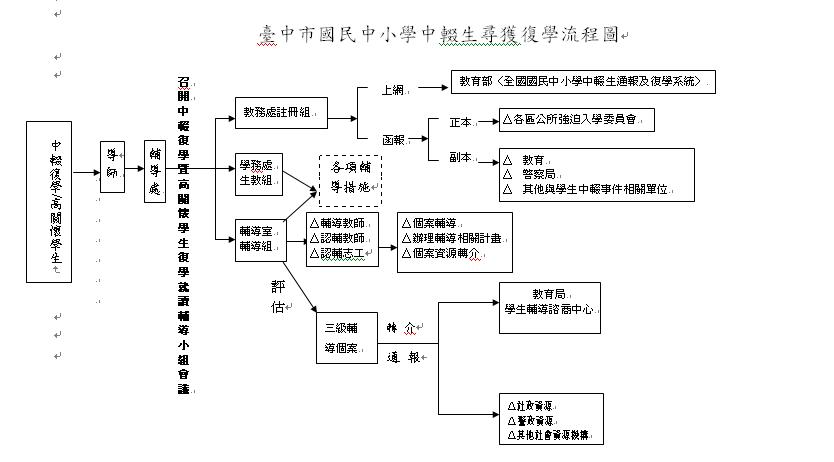 臺中市國民中小學中輟生尋獲復學流程圖
中輟復學高關懷學生
導師
輔導處
召開中輟復學暨高關懷學生復學就讀輔導小組會議
教務處註冊組
上網
教育部〈全國國民中小學中輟生通報及復學系統〉
函報
正本
△各區公所強迫入學委員會
副本
△ 教育
△ 警察局
△ 其他與學生中輟事件相關單位
學務處
生教組
各項輔
導措施
輔導室
輔導組
△輔導教師
△認輔教師
△認輔志工
△個案輔導
△辦理輔導相關計畫
△個案資源轉介
評
估
三級輔
導個案
轉 介
通 報
教育局
學生輔導諮商中心
△社政資源
△警政資源
△其他社會資源機構